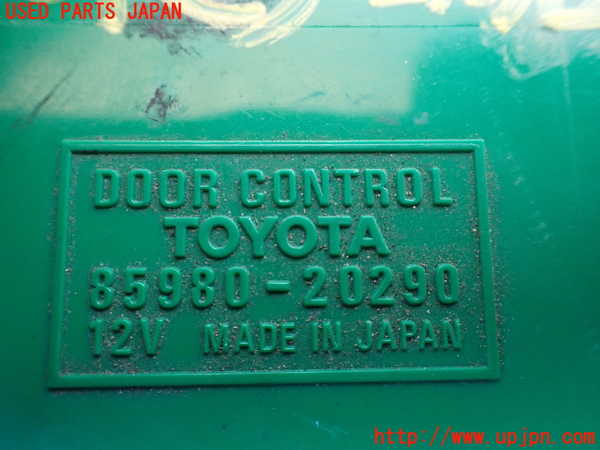 USED PARTS JAPAN
DOOR CONTROL
TOYOTA
85980-20290
12V MADE IN JAPAN
http://www.upjpn.com/